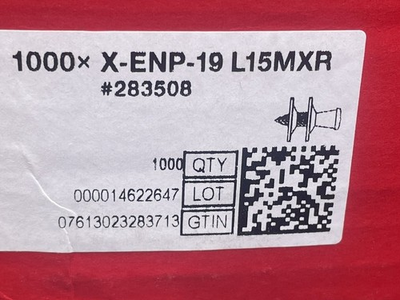 1000× X-ENP-19 L15MXR
#283508
1000 QTY
000014622647 LOT
07613023283713 GTIN